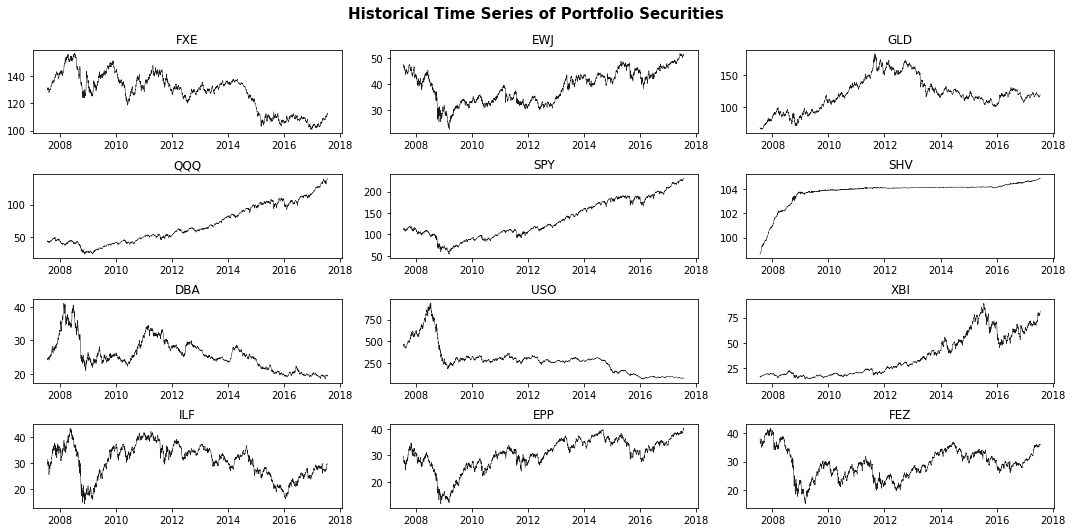 Historical Time Series of Portfolio Securities
FXE EWJ GLD
140
120
100
2008 2010 2012 2014 2016 2018
50
40
30
2008 2010 2012 2014 2016 2018
150
100
2008 2010 2012 2014 2016 2018
QQQ SPY SHV
100
50
2008 2010 2012 2014 2016 2018
200
150
100
50
2008 2010 2012 2014 2016 2018
104
102
100
2008 2010 2012 2014 2016 2018
DBA USO XBI
40
30
20
2008 2010 2012 2014 2016 2018
750
500
250
2008 2010 2012 2014 2016 2018
75
50
25
2008 2010 2012 2014 2016 2018
ILF EPP FEZ
40
30
20
2008 2010 2012 2014 2016 2018
40
30
20
2008 2010 2012 2014 2016 2018
40
30
20
2008 2010 2012 2014 2016 2018